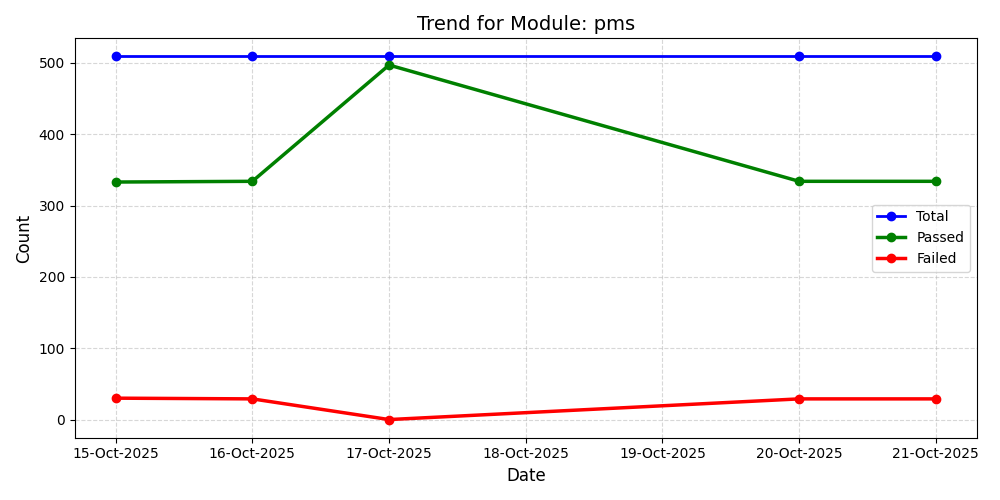 Trend for Module: pms
Count
500
400
300
200
100
0
Total
Passed
Failed
15-Oct-2025
16-Oct-2025
17-Oct-2025
18-Oct-2025
19-Oct-2025
20-Oct-2025
21-Oct-2025
Date